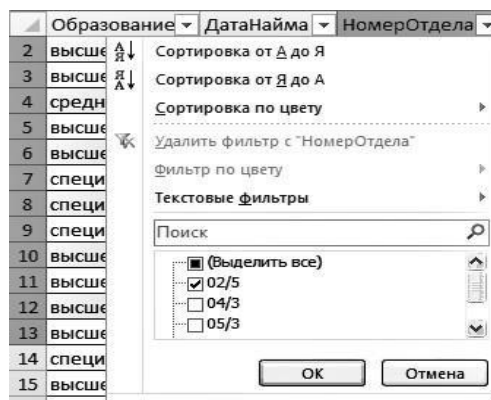 Образование ДатаНайма НомерОтдела
2 высше
3 высше
4 средн
5 высше
6 высше
7 специ
8 специ
9 специ
10 высше
11 высше
12 высше
13 высше
14 специ
15 высше
Сортировка от А до Я
Сортировка от Я до А
Сортировка по цвету
Удалить фильтр с "НомерОтдела"
Фильтр по цвету
Текстовые фильтры
Поиск
(Выделить все)
02/5
04/3
05/3
ОК Отмена